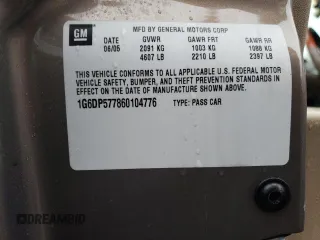 GM
MFD BY GENERAL MOTORS CORP
DATE GVWR GAWR FRT GAWR RR
06/05 2091 KG 1003 KG 1088 KG
4607 LB 2210 LB 2397 LB
THIS VEHICLE CONFORMS TO ALL APPLICABLE U.S. FEDERAL MOTOR
VEHICLE SAFETY, BUMPER, AND THEFT PREVENTION STANDARDS
IN EFFECT ON THE DATE OF MANUFACTURE SHOWN ABOVE.
1G6DP577860104776 TYPE: PASS CAR
DREAMBID